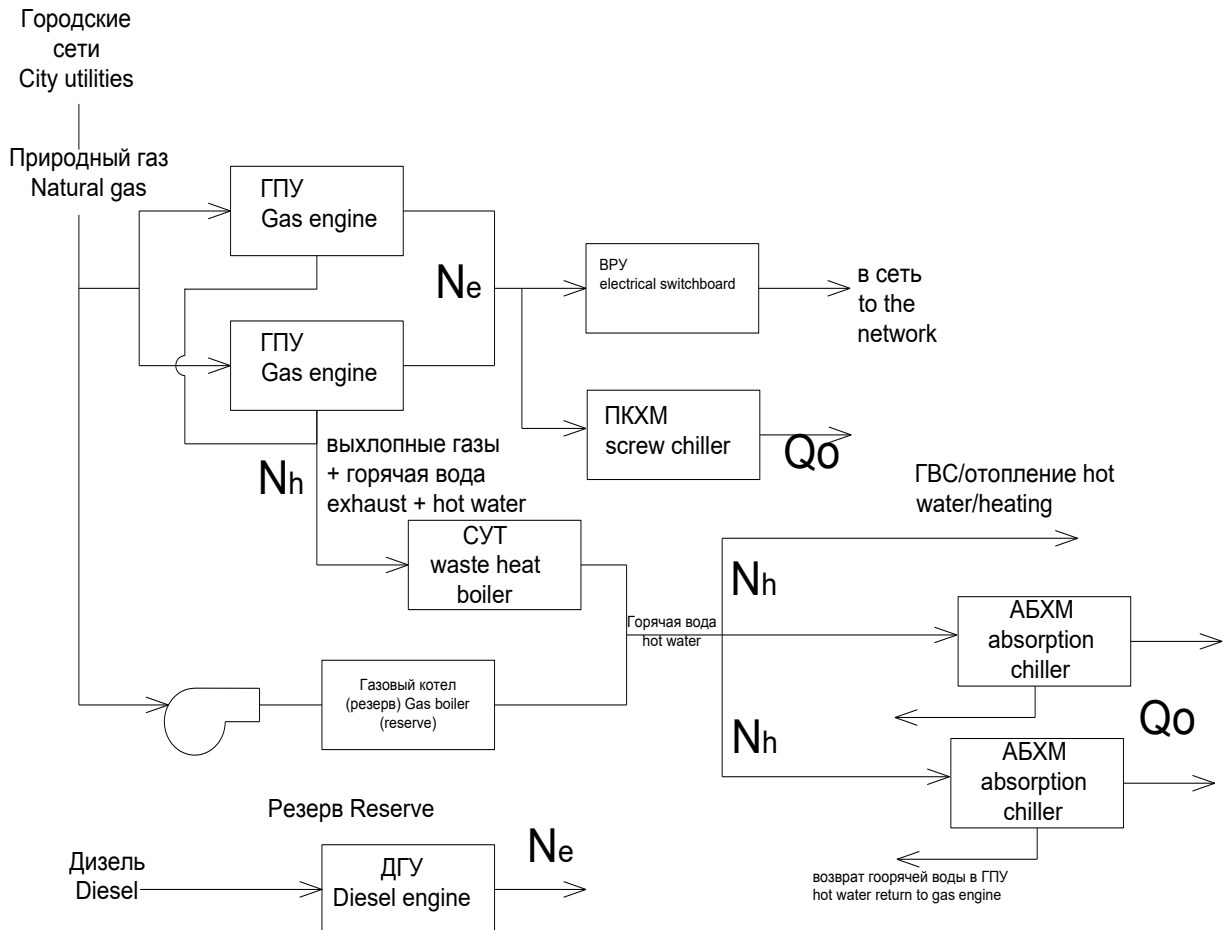 Городские
сети
City utilities
Природный газ
Natural gas
ГПУ
Gas engine
Ne
ВРУ
electrical switchboard
в сеть
to the
network
ГПУ
Gas engine
ПКХМ
screw chiller
Qo
Nh
выхлопные газы
+ горячая вода
exhaust + hot water
ГВС/отопление hot
water/heating
СУТ
waste heat
boiler
Nh
Горячая вода
hot water
АБХМ
absorption
chiller
Газовый котел
(резерв) Gas boiler
(reserve)
Nh
Qo
АБХМ
absorption
chiller
Резерв Reserve
Дизель
Diesel
ДГУ
Diesel engine
Ne
возврат гоорячей воды в ГПУ
hot water return to gas engine